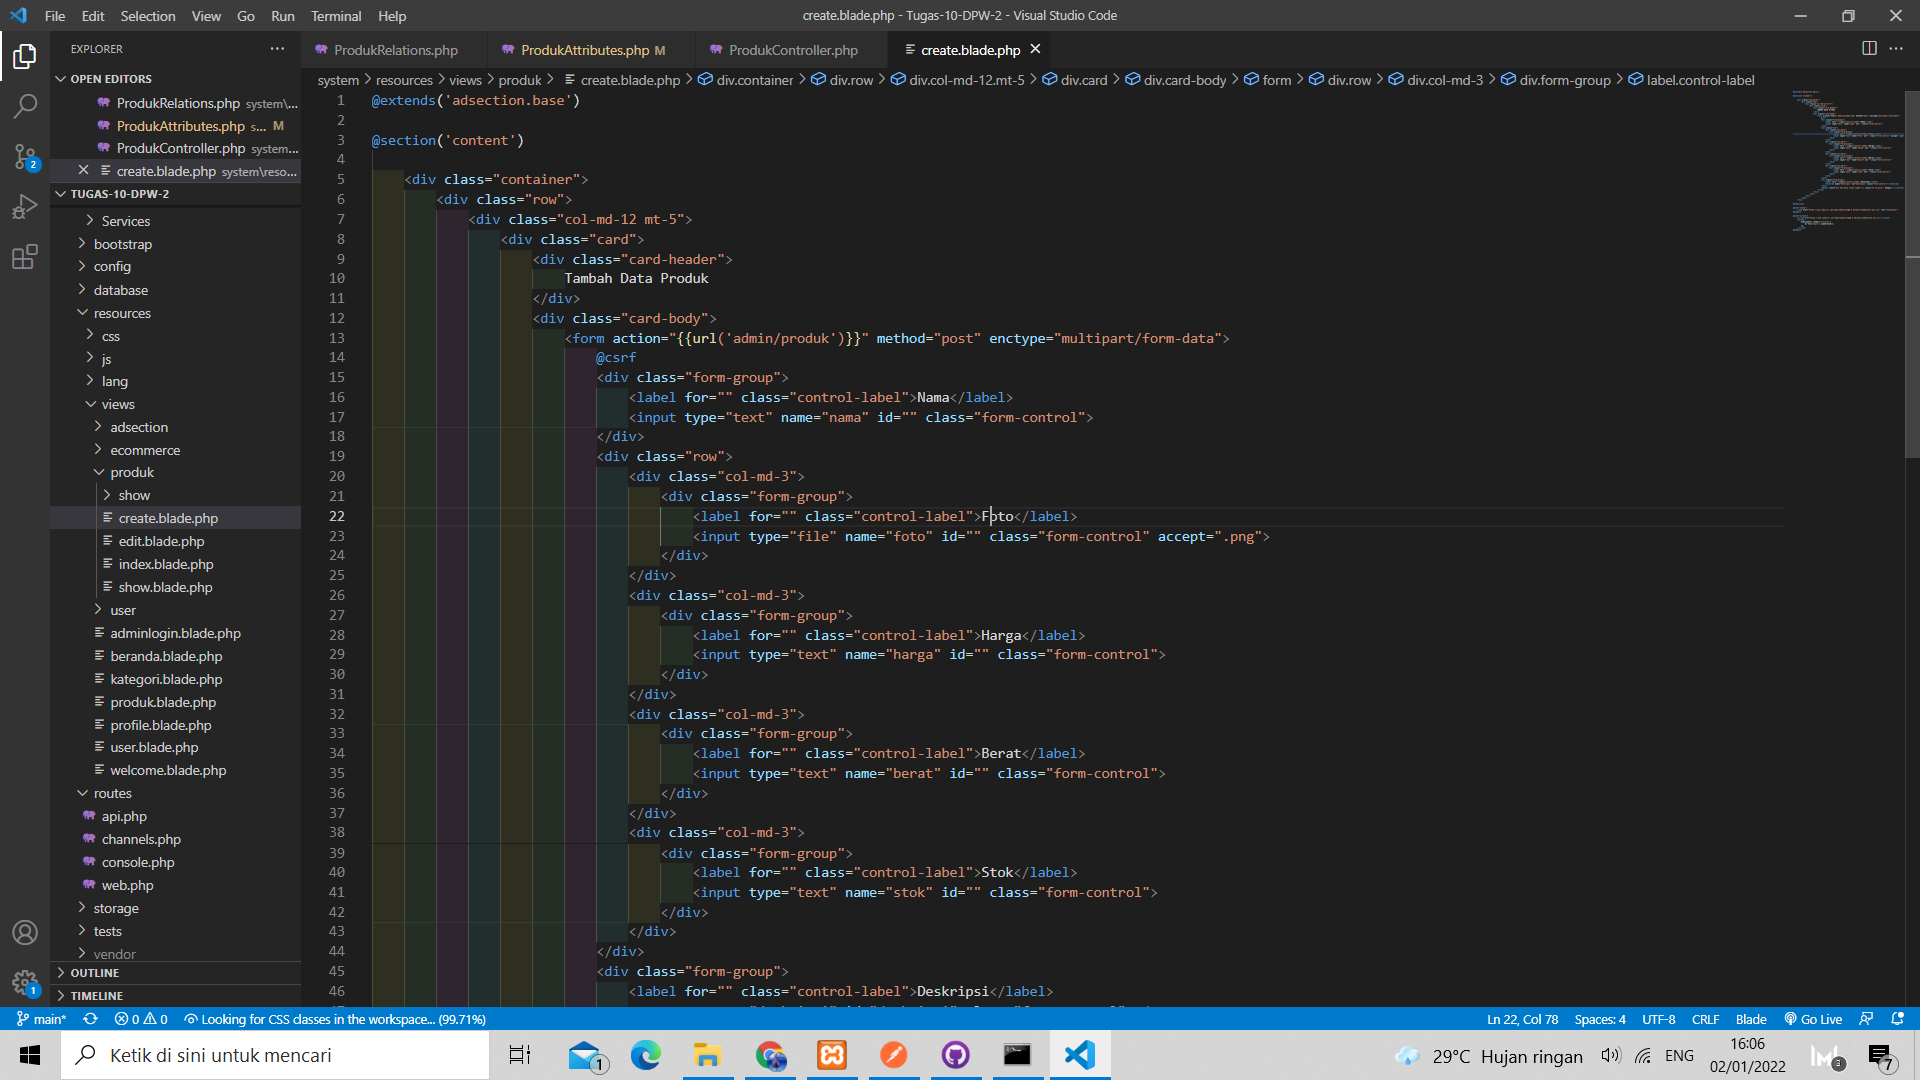 File Edit Selection View Go Run Terminal Help
create.blade.php - Tugas-10-DPW-2 - Visual Studio Code
EXPLORER
ProdukRelations.php
ProdukAttributes.php M
ProdukController.php
create.blade.php
OPEN EDITORS
ProdukRelations.php system\...
ProdukAttributes.php s... M
ProdukController.php system...
create.blade.php system\reso...
TUGAS-10-DPW-2
Services
bootstrap
config
database
resources
css
js
lang
views
adsection
ecommerce
produk
show
create.blade.php
edit.blade.php
index.blade.php
show.blade.php
user
adminlogin.blade.php
beranda.blade.php
kategori.blade.php
produk.blade.php
profile.blade.php
user.blade.php
welcome.blade.php
routes
api.php
channels.php
console.php
web.php
storage
tests
vendor
OUTLINE
TIMELINE
2
1
system > resources > views > produk > create.blade.php > div.container > div.row > div.col-md-12.mt-5 > div.card > div.card-body > form > div.row > div.col-md-3 > div.form-group > label.control-label
1 @extends('adsection.base')
2
3 @section('content')
4
5 <div class="container">
6 <div class="row">
7 <div class="col-md-12 mt-5">
8 <div class="card">
9 <div class="card-header">
10 Tambah Data Produk
11 </div>
12 <div class="card-body">
13 <form action="{{url('admin/produk')}}" method="post" enctype="multipart/form-data">
14 @csrf
15 <div class="form-group">
16 <label for="" class="control-label">Nama</label>
17 <input type="text" name="nama" id="" class="form-control">
18 </div>
19 <div class="row">
20 <div class="col-md-3">
21 <div class="form-group">
22 <label for="" class="control-label">Foto</label>
23 <input type="file" name="foto" id="" class="form-control" accept=".png">
24 </div>
25 </div>
26 <div class="col-md-3">
27 <div class="form-group">
28 <label for="" class="control-label">Harga</label>
29 <input type="text" name="harga" id="" class="form-control">
30 </div>
31 </div>
32 <div class="col-md-3">
33 <div class="form-group">
34 <label for="" class="control-label">Berat</label>
35 <input type="text" name="berat" id="" class="form-control">
36 </div>
37 </div>
38 <div class="col-md-3">
39 <div class="form-group">
40 <label for="" class="control-label">Stok</label>
41 <input type="text" name="stok" id="" class="form-control">
42 </div>
43 </div>
44 </div>
45 <div class="form-group">
46 <label for="" class="control-label">Deskripsi</label>
main* 0 0 Looking for CSS classes in the workspace... (99.71%)
Ln 22, Col 78 Spaces: 4 UTF-8 CRLF Blade Go Live
Ketik di sini untuk mencari
1
29°C Hujan ringan ENG
16:06
02/01/2022
3
7